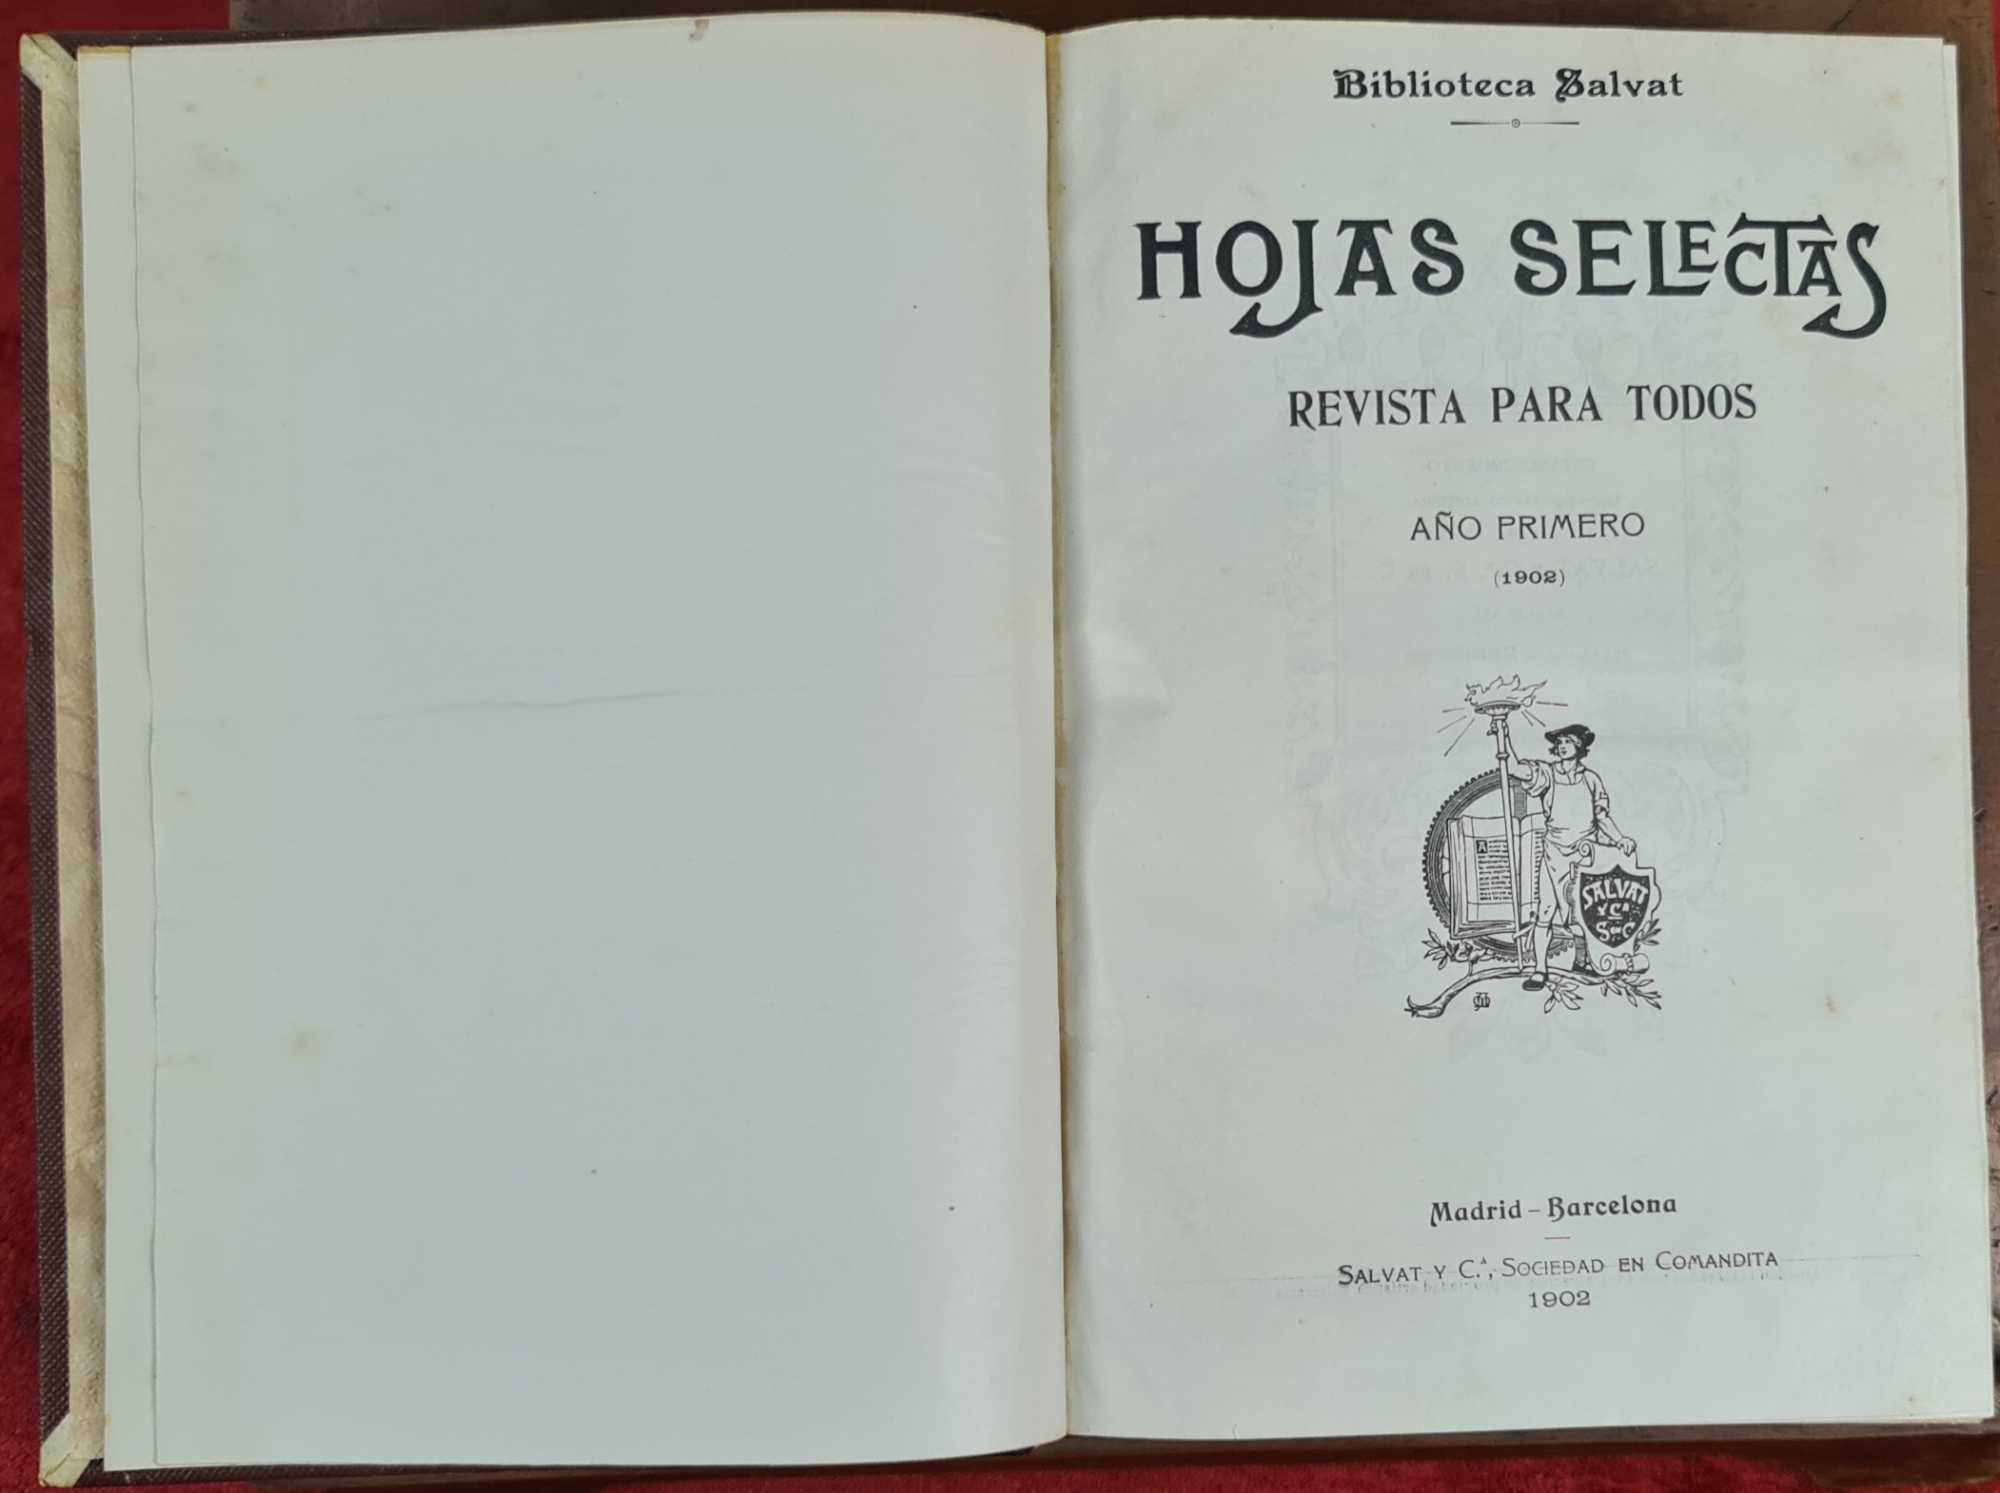 Biblioteca Salvat
HOJAS SELECTAS
REVISTA PARA TODOS
AÑO PRIMERO
(1902)
A
SALVAT
Y Cª
S. en C.
Madrid – Barcelona
SALVAT Y C.ª, SOCIEDAD EN COMANDITA
1902